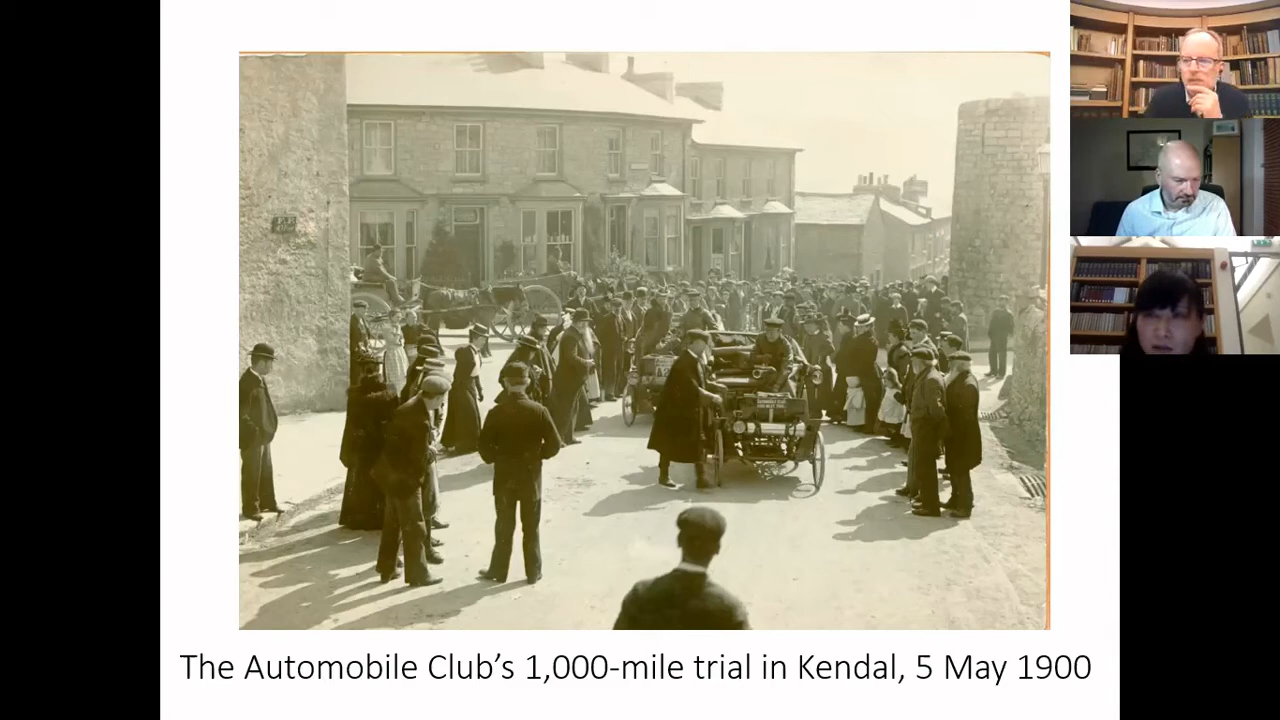 The Automobile Club’s 1,000-mile trial in Kendal, 5 May 1900